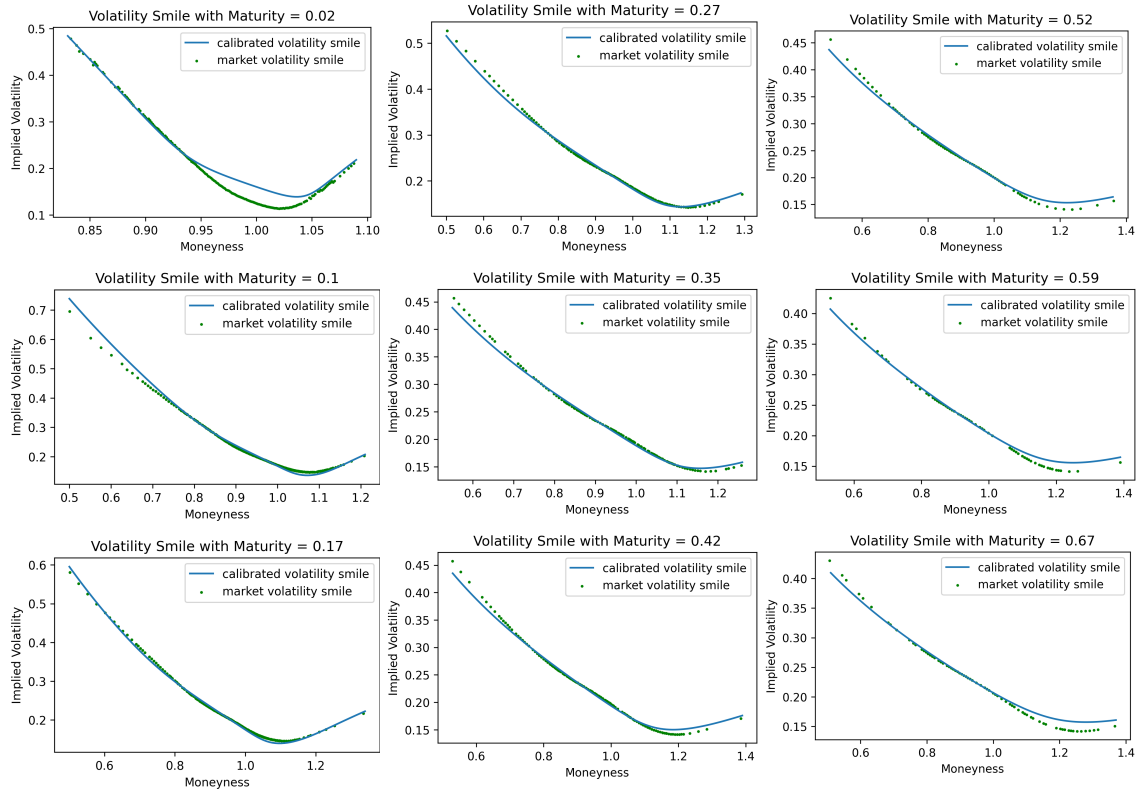 Volatility Smile with Maturity = 0.02
0.5
0.4
0.3
0.2
0.1
Implied Volatility
calibrated volatility smile
market volatility smile
0.85 0.90 0.95 1.00 1.05 1.10
Moneyness
Volatility Smile with Maturity = 0.27
0.5
0.4
0.3
0.2
Implied Volatility
calibrated volatility smile
market volatility smile
0.5 0.6 0.7 0.8 0.9 1.0 1.1 1.2 1.3
Moneyness
Volatility Smile with Maturity = 0.52
0.45
0.40
0.35
0.30
0.25
0.20
0.15
Implied Volatility
calibrated volatility smile
market volatility smile
0.6 0.8 1.0 1.2 1.4
Moneyness
Volatility Smile with Maturity = 0.1
0.7
0.6
0.5
0.4
0.3
0.2
Implied Volatility
calibrated volatility smile
market volatility smile
0.5 0.6 0.7 0.8 0.9 1.0 1.1 1.2
Moneyness
Volatility Smile with Maturity = 0.35
0.45
0.40
0.35
0.30
0.25
0.20
0.15
Implied Volatility
calibrated volatility smile
market volatility smile
0.6 0.7 0.8 0.9 1.0 1.1 1.2
Moneyness
Volatility Smile with Maturity = 0.59
0.40
0.35
0.30
0.25
0.20
0.15
Implied Volatility
calibrated volatility smile
market volatility smile
0.6 0.8 1.0 1.2 1.4
Moneyness
Volatility Smile with Maturity = 0.17
0.6
0.5
0.4
0.3
0.2
Implied Volatility
calibrated volatility smile
market volatility smile
0.6 0.8 1.0 1.2
Moneyness
Volatility Smile with Maturity = 0.42
0.45
0.40
0.35
0.30
0.25
0.20
0.15
Implied Volatility
calibrated volatility smile
market volatility smile
0.6 0.8 1.0 1.2 1.4
Moneyness
Volatility Smile with Maturity = 0.67
0.40
0.35
0.30
0.25
0.20
0.15
Implied Volatility
calibrated volatility smile
market volatility smile
0.6 0.8 1.0 1.2 1.4
Moneyness